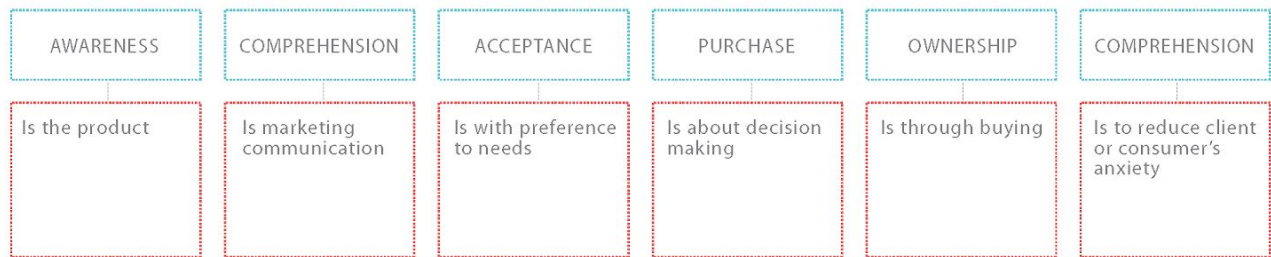 AWARENESS
COMPREHENSION
ACCEPTANCE
PURCHASE
OWNERSHIP
COMPREHENSION
Is the product
Is marketing
communication
Is with preference
to needs
Is about decision
making
Is through buying
Is to reduce client
or consumer's
anxiety